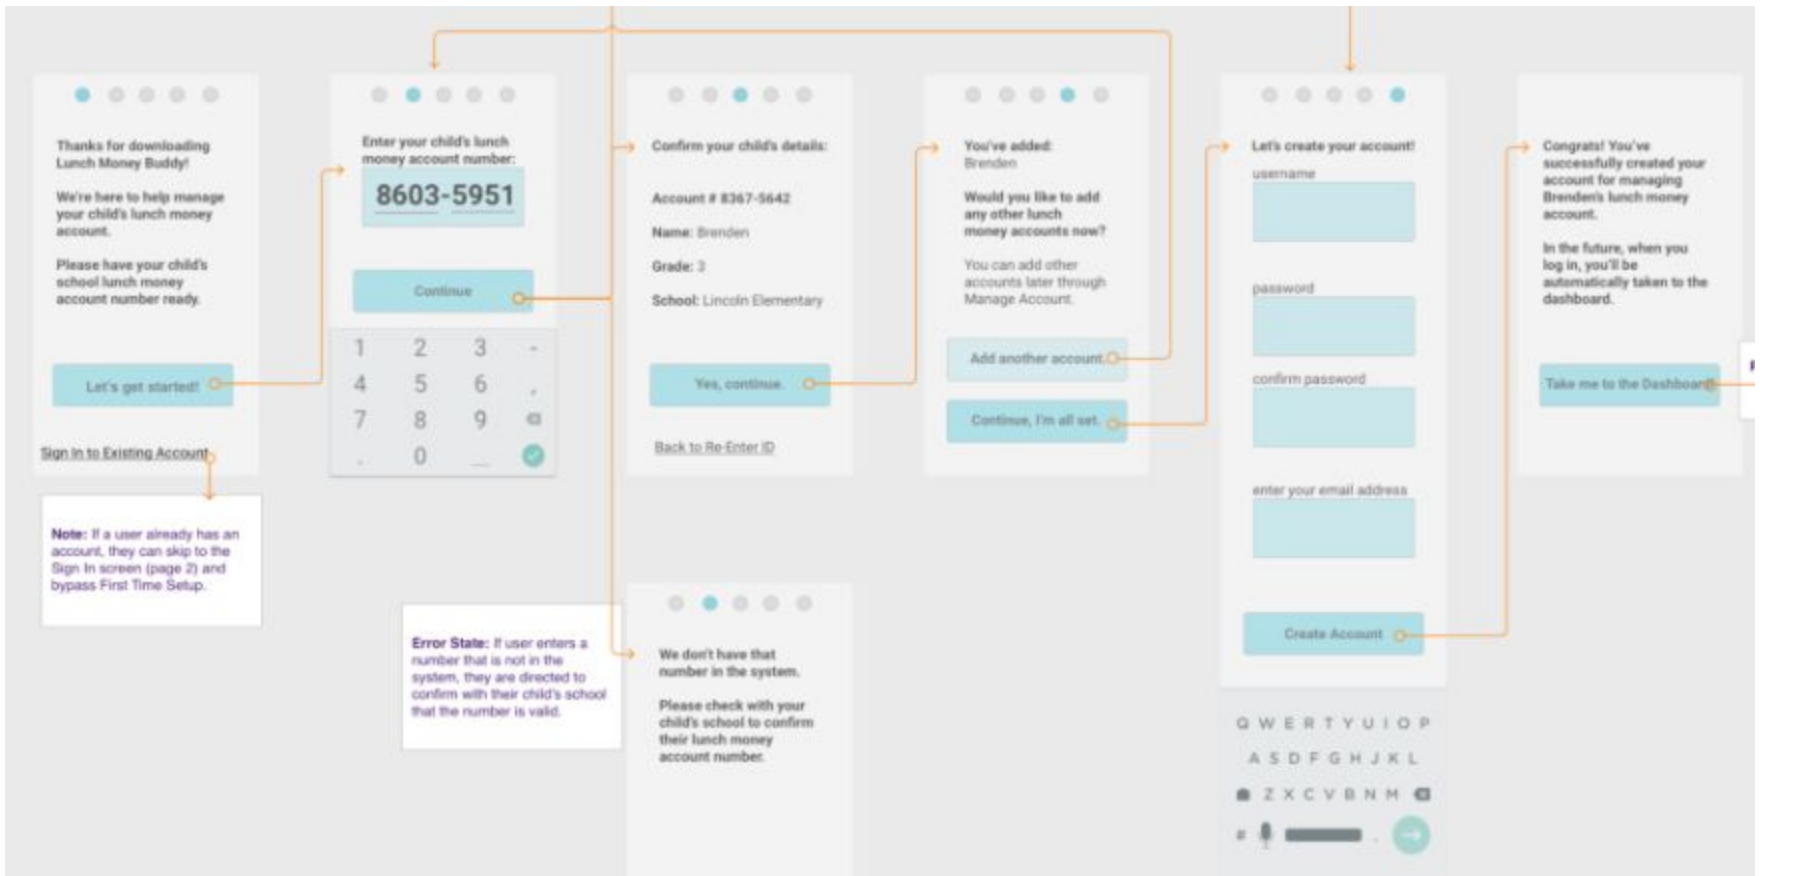 Thanks for downloading
Lunch Money Buddy!
We're here to help manage
your child's lunch money
account.
Please have your child's
school lunch money
account number ready.
Let's get started!
Sign In to Existing Account
Note: If a user already has an
account, they can skip to the
Sign In screen (page 2) and
bypass First Time Setup.
Enter your child's lunch
money account number:
8603-5951
Continue
1 2 3 -
4 5 6 ,
7 8 9
. 0 _
Error State: If user enters a
number that is not in the
system, they are directed to
confirm with their child's school
that the number is valid.
Confirm your child's details:
Account # 8367-5642
Name: Brenden
Grade: 3
School: Lincoln Elementary
Yes, continue.
Back to Re-Enter ID
We don't have that
number in the system.
Please check with your
child's school to confirm
their lunch money
account number.
You've added:
Brenden
Would you like to add
any other lunch
money accounts now?
You can add other
accounts later through
Manage Account.
Add another account.
Continue, I'm all set.
Let's create your account!
username
password
confirm password
enter your email address
Create Account
Q W E R T Y U I O P
A S D F G H J K L
Z X C V B N M
# .
Congrats! You've
successfully created your
account for managing
Brenden's lunch money
account.
In the future, when you
log in, you'll be
automatically taken to the
dashboard.
Take me to the Dashboard!